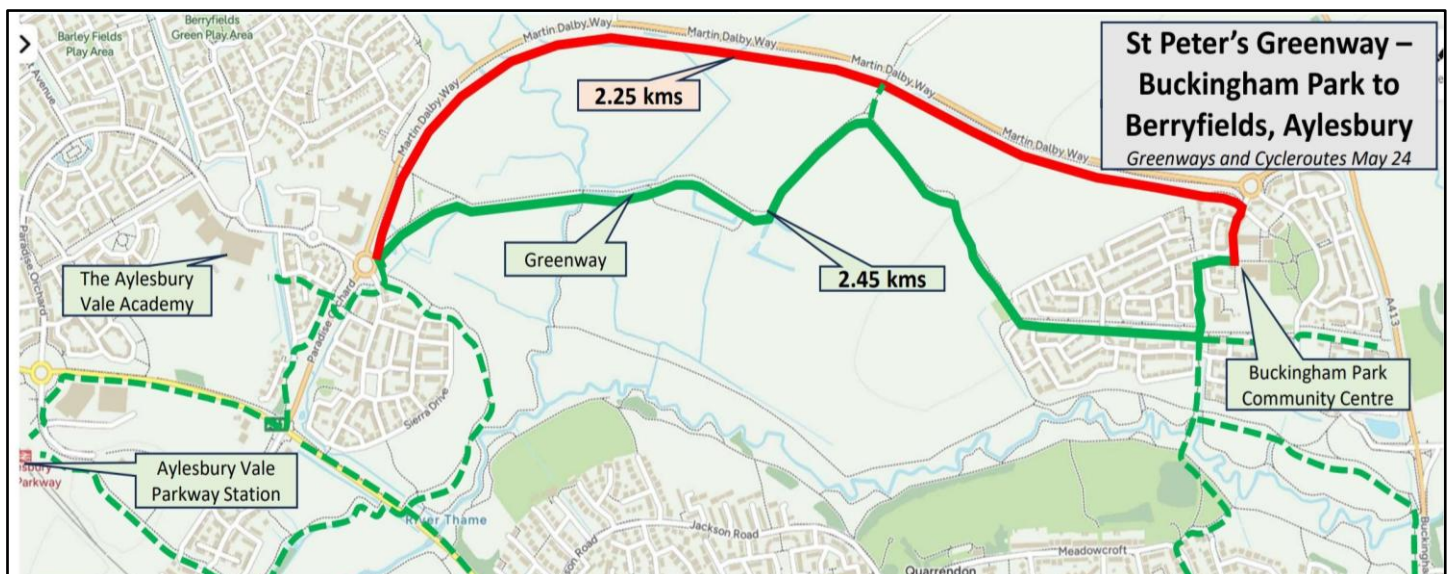 St Peter's Greenway –
Buckingham Park to
Berryfields, Aylesbury
Greenways and Cycleroutes May 24
Barley Fields
Play Area
Berryfields
Green Play Area
Avenue
Martin Dalby Way
Martin Dalby Way
Martin Dalby Way
Martin Dalby Way
Martin Dalby Way
2.25 kms
Greenway
2.45 kms
The Aylesbury
Vale Academy
Paradise Orchard
Paradise Orchard
Sierra Drive
A413
Buckingham Park
Community Centre
Aylesbury Vale
Parkway Station
Parkway
River Thame
Jackson Road
Meadowcroft
Quarrendon